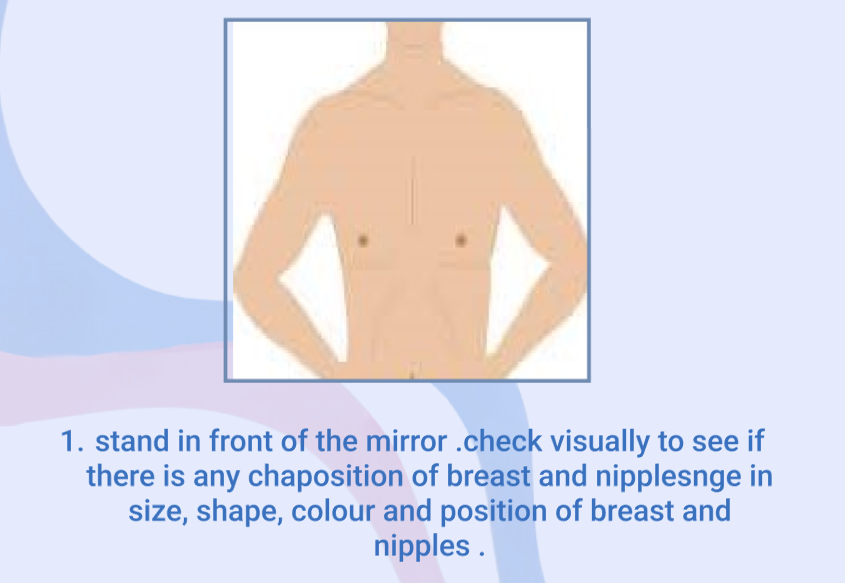 1. stand in front of the mirror .check visually to see if
there is any chaposition of breast and nipplesnge in
size, shape, colour and position of breast and
nipples .